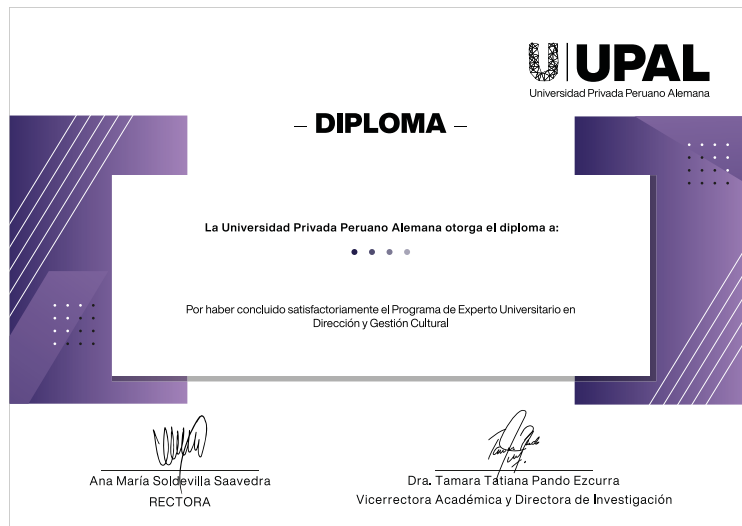 UPAL
Universidad Privada Peruano Alemana
– DIPLOMA –
La Universidad Privada Peruano Alemana otorga el diploma a:
Por haber concluido satisfactoriamente el Programa de Experto Universitario en
Dirección y Gestión Cultural
Ana María Soldevilla Saavedra
RECTORA
Dra. Tamara Tatiana Pando Ezcurra
Vicerrectora Académica y Directora de Investigación